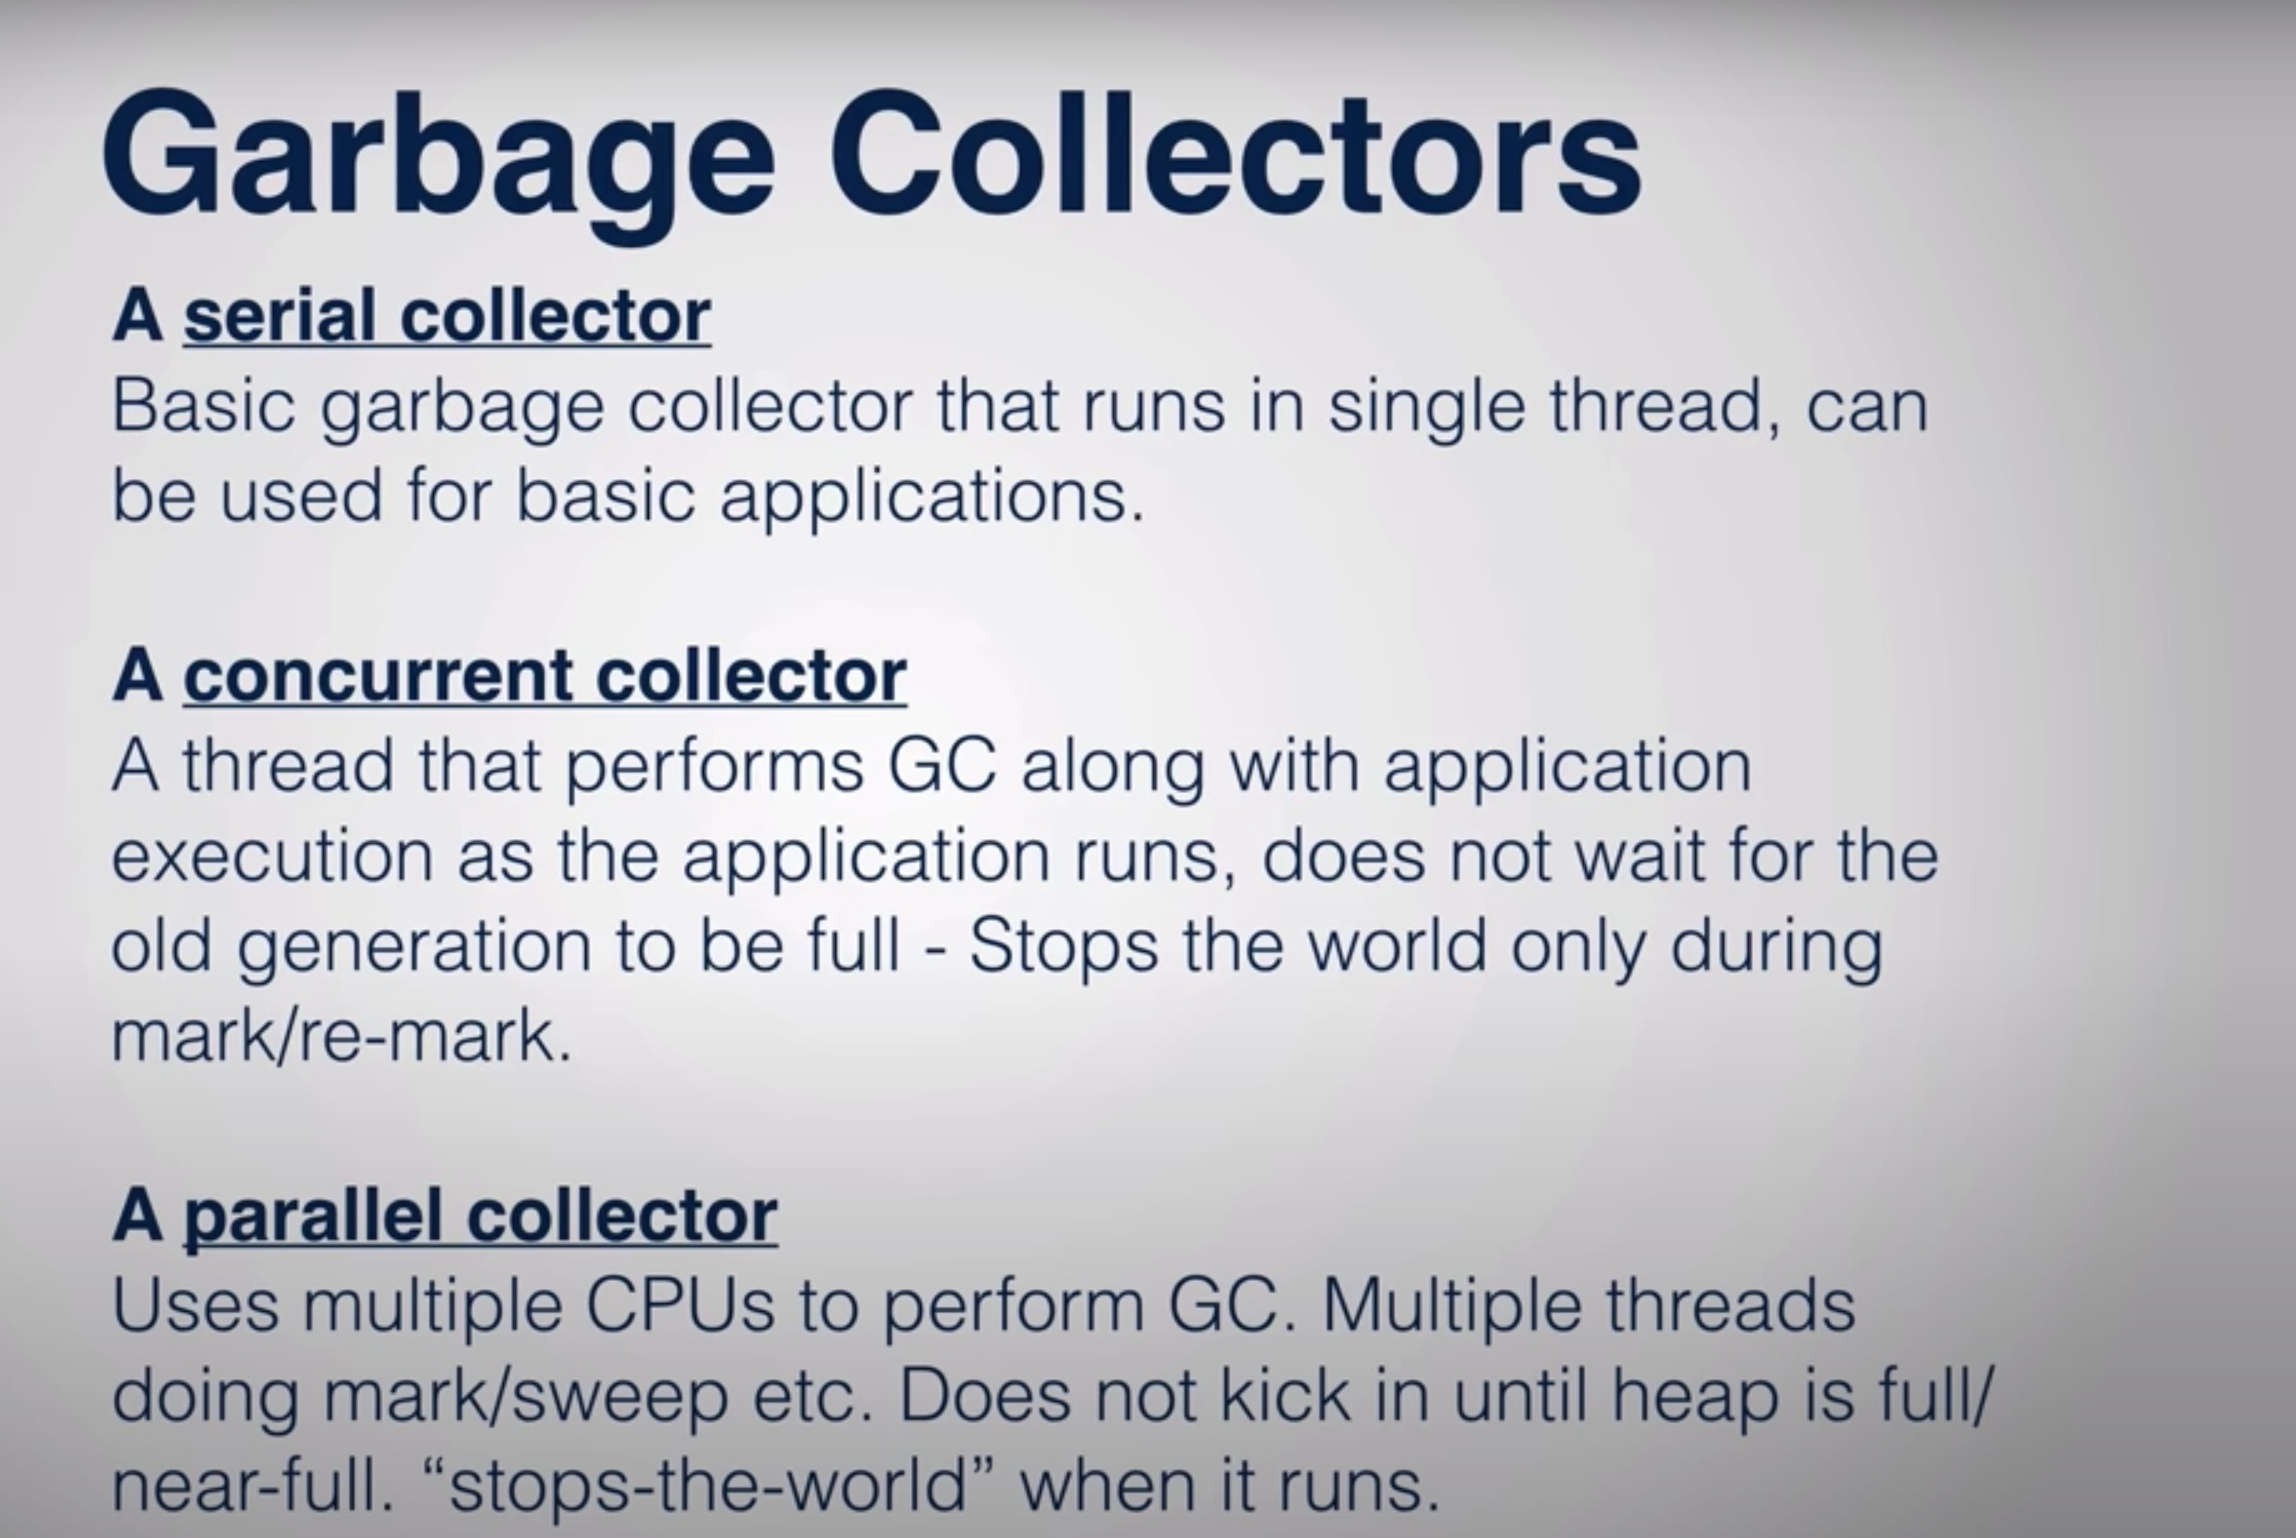 Garbage Collectors
A serial collector
Basic garbage collector that runs in single thread, can
be used for basic applications.
A concurrent collector
A thread that performs GC along with application
execution as the application runs, does not wait for the
old generation to be full - Stops the world only during
mark/re-mark.
A parallel collector
Uses multiple CPUs to perform GC. Multiple threads
doing mark/sweep etc. Does not kick in until heap is full/
near-full. “stops-the-world” when it runs.